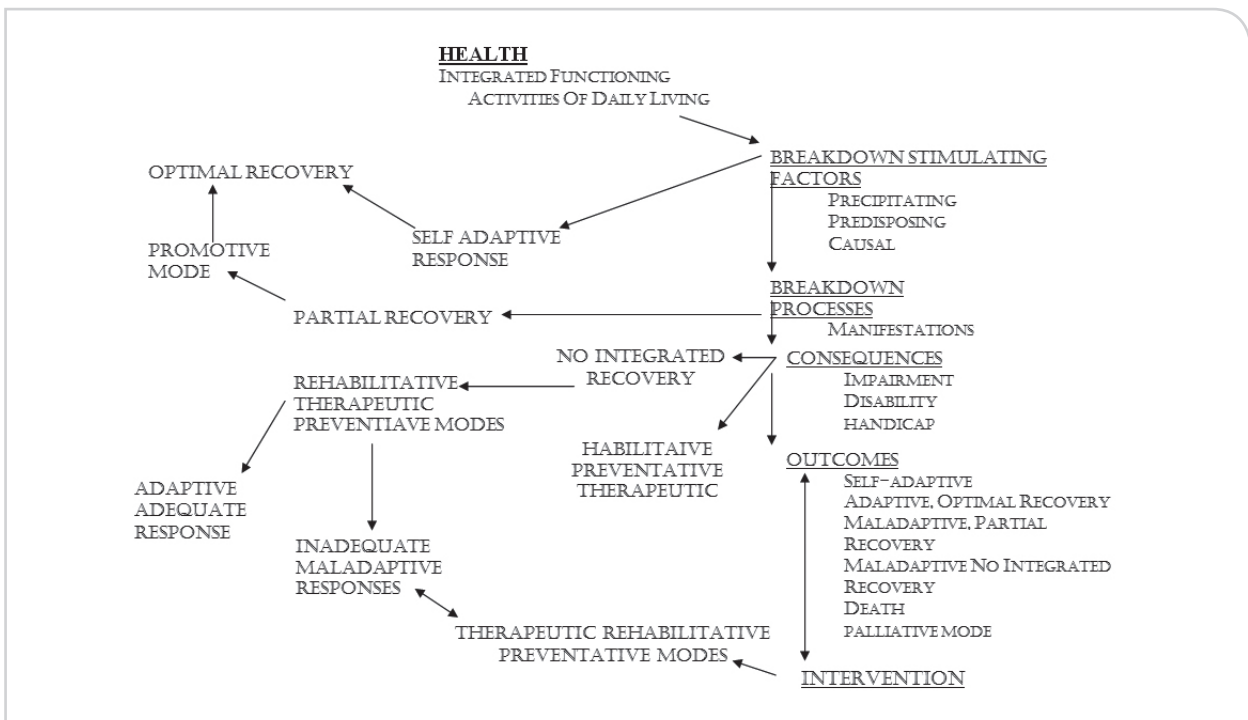 HEALTH
INTEGRATED FUNCTIONING
ACTIVITIES OF DAILY LIVING
OPTIMAL RECOVERY
BREAKDOWN STIMULATING
FACTORS
PRECIPITATING
PREDISPOSING
CAUSAL
SELF ADAPTIVE
RESPONSE
PROMOTIVE
MODE
BREAKDOWN
PROCESSES
MANIFESTATIONS
PARTIAL RECOVERY
NO INTEGRATED
RECOVERY
CONSEQUENCES
IMPAIRMENT
DISABILITY
HANDICAP
REHABILITATIVE
THERAPEUTIC
PREVENTIAVE MODES
HABILITAIVE
PREVENTATIVE
THERAPEUTIC
OUTCOMES
SELF-ADAPTIVE
ADAPTIVE, OPTIMAL RECOVERY
MALADAPTIVE, PARTIAL
RECOVERY
MALADAPTIVE NO INTEGRATED
RECOVERY
DEATH
PALLIATIVE MODE
ADAPTIVE
ADEQUATE
RESPONSE
INADEQUATE
MALADAPTIVE
RESPONSES
THERAPEUTIC REHABILITATIVE
PREVENTATIVE MODES
INTERVENTION